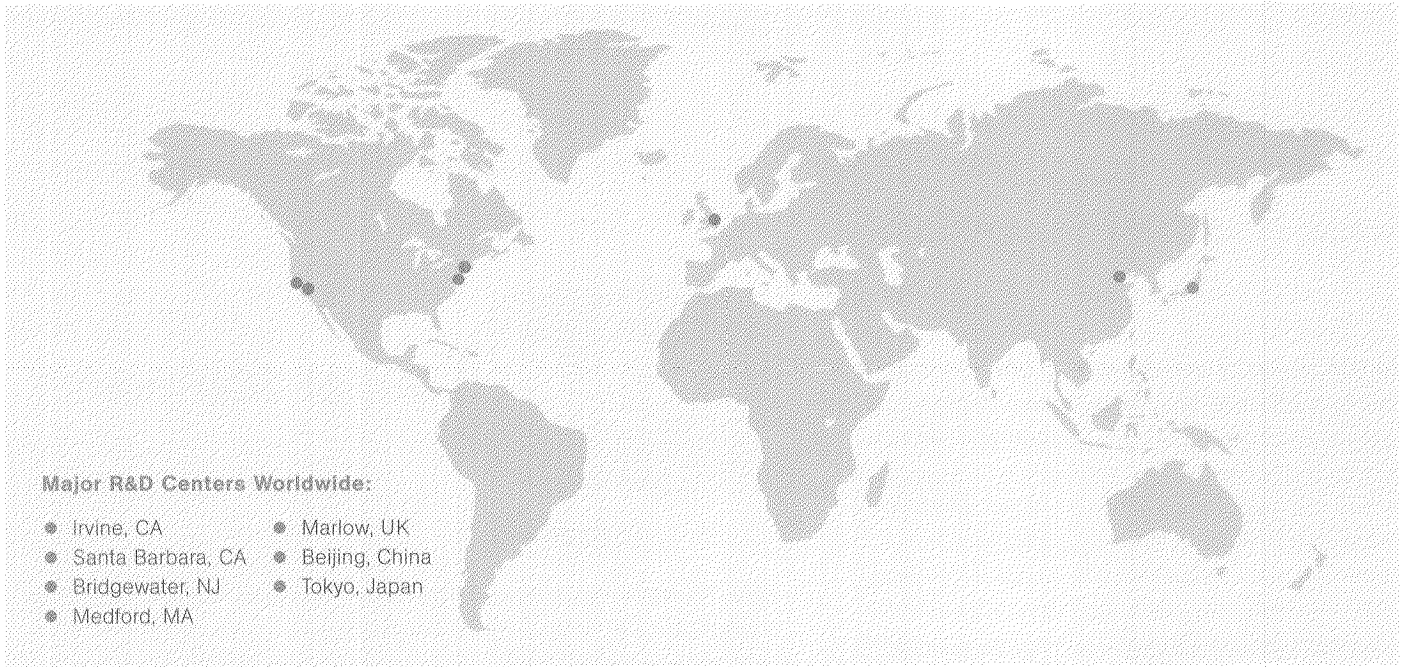 Major R&D Centers Worldwide:
Irvine, CA
Santa Barbara, CA
Bridgewater, NJ
Medford, MA
Marlow, UK
Beijing, China
Tokyo, Japan